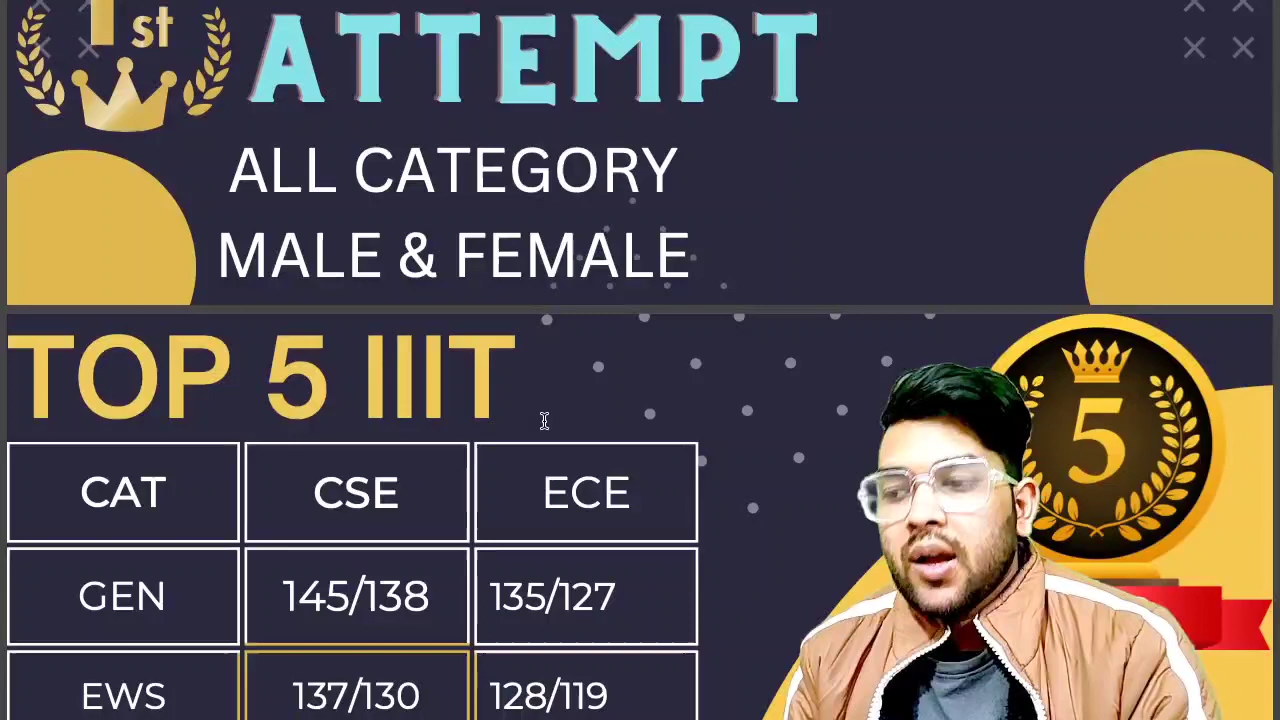 1st
ATTEMPT
ALL CATEGORY
MALE & FEMALE
TOP 5 IIIT
5
CAT CSE ECE
GEN 145/138 135/127
EWS 137/130 128/119